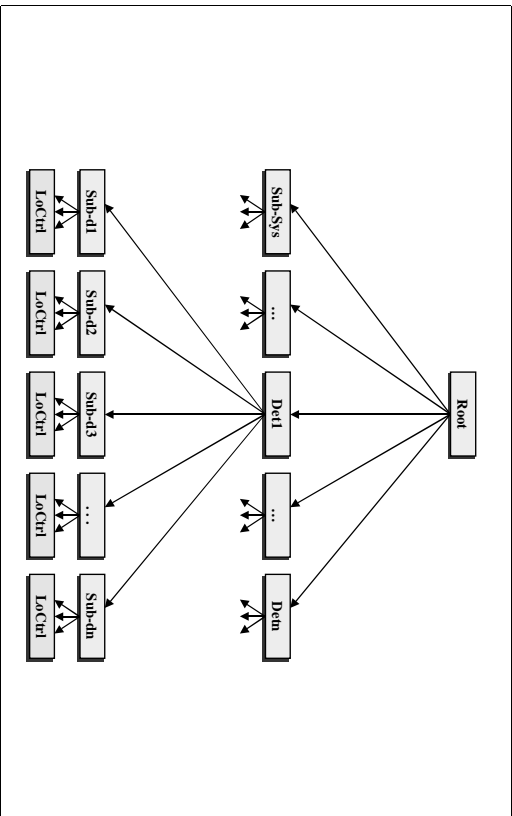 Root
Sub-Sys
...
Det1
...
Detn
Sub-d1
Sub-d2
Sub-d3
...
Sub-dn
LoCtrl
LoCtrl
LoCtrl
LoCtrl
LoCtrl